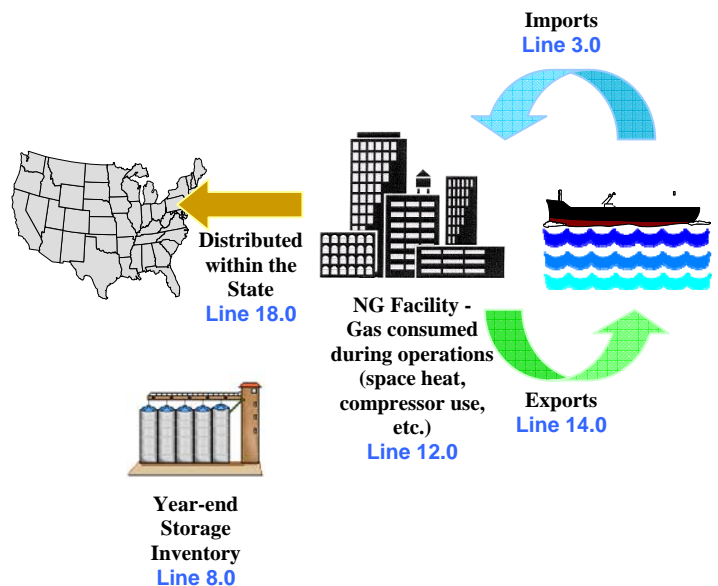 Imports
Line 3.0
Distributed
within the
State
Line 18.0
NG Facility -
Gas consumed
during operations
(space heat,
compressor use,
etc.)
Line 12.0
Exports
Line 14.0
Year-end
Storage
Inventory
Line 8.0